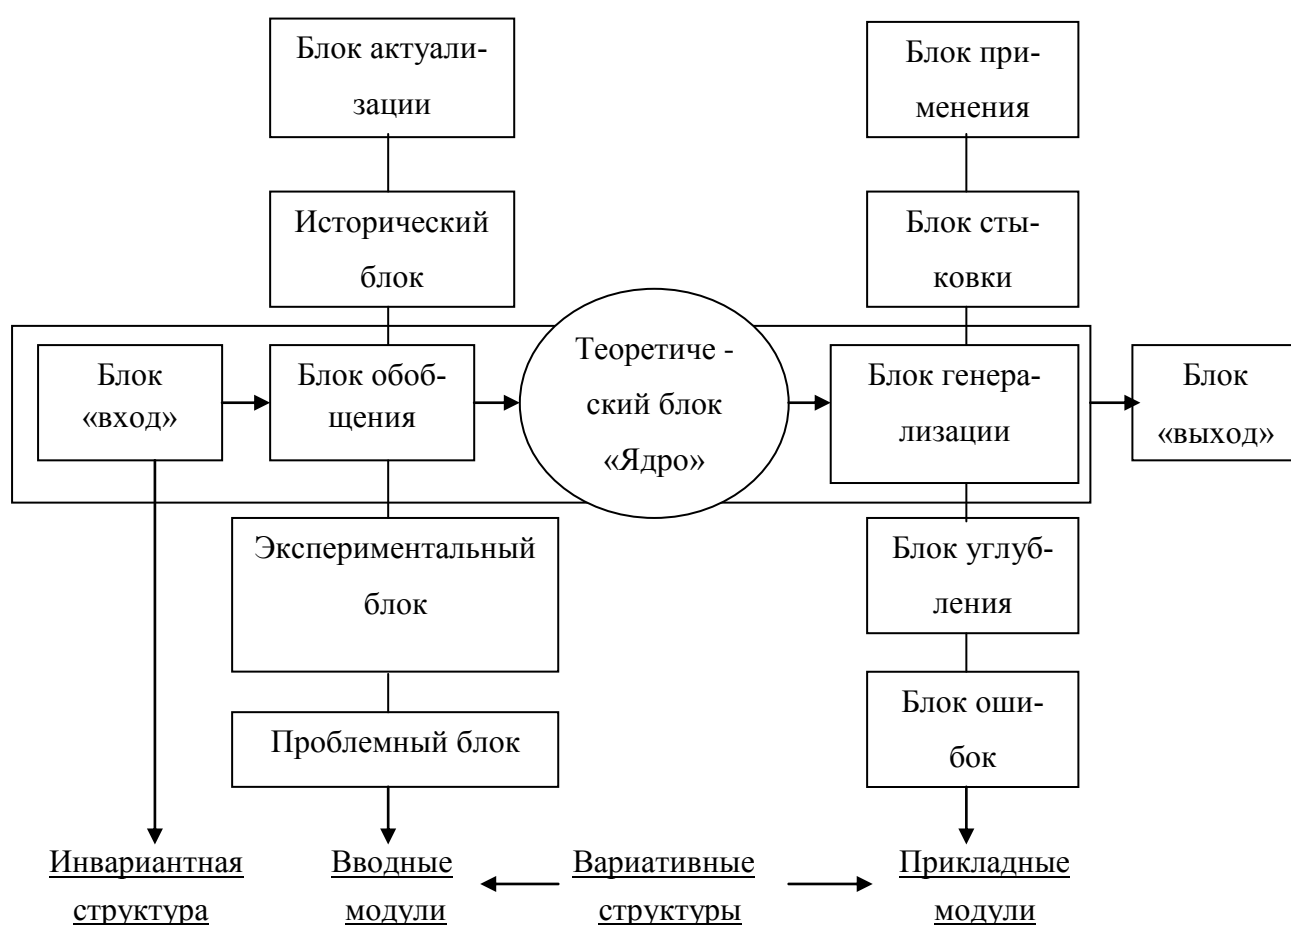 Блок актуали-
зации
Блок при-
менения
Исторический
блок
Блок сты-
ковки
Блок
«вход»
Блок обоб-
щения
Теоретиче -
ский блок
«Ядро»
Блок генера-
лизации
Блок
«выход»
Экспериментальный
блок
Блок углуб-
ления
Проблемный блок
Блок оши-
бок
Инвариантная
структура
Вводные
модули
Вариативные
структуры
Прикладные
модули